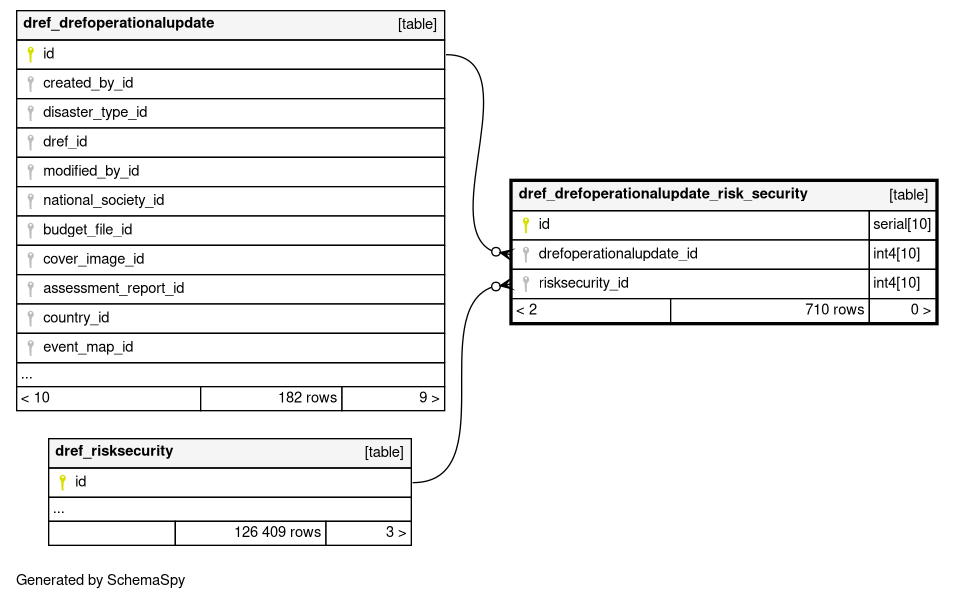 dref_drefoperationalupdate [table]
id
created_by_id
disaster_type_id
dref_id
modified_by_id
national_society_id
budget_file_id
cover_image_id
assessment_report_id
country_id
event_map_id
...
< 10 182 rows 9 >
dref_drefoperationalupdate_risk_security [table]
id serial[10]
drefoperationalupdate_id int4[10]
risksecurity_id int4[10]
< 2 710 rows 0 >
dref_risksecurity [table]
id
...
126 409 rows 3 >
Generated by SchemaSpy